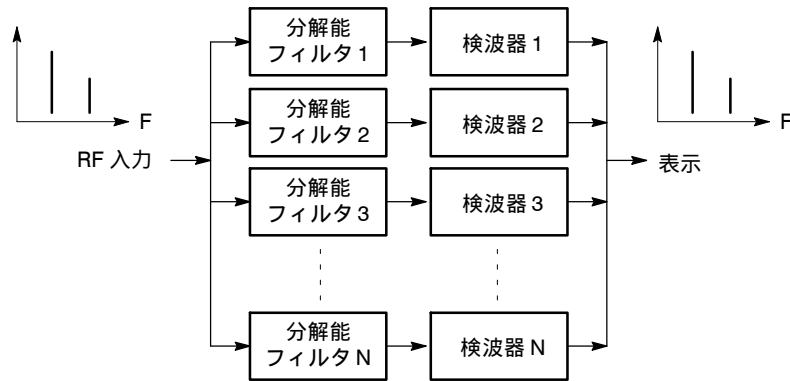 分解能
フィルタ 1
検波器 1
F
F
分解能
フィルタ 2
検波器 2
RF 入力
表示
分解能
フィルタ 3
検波器 3
分解能
フィルタ N
検波器 N